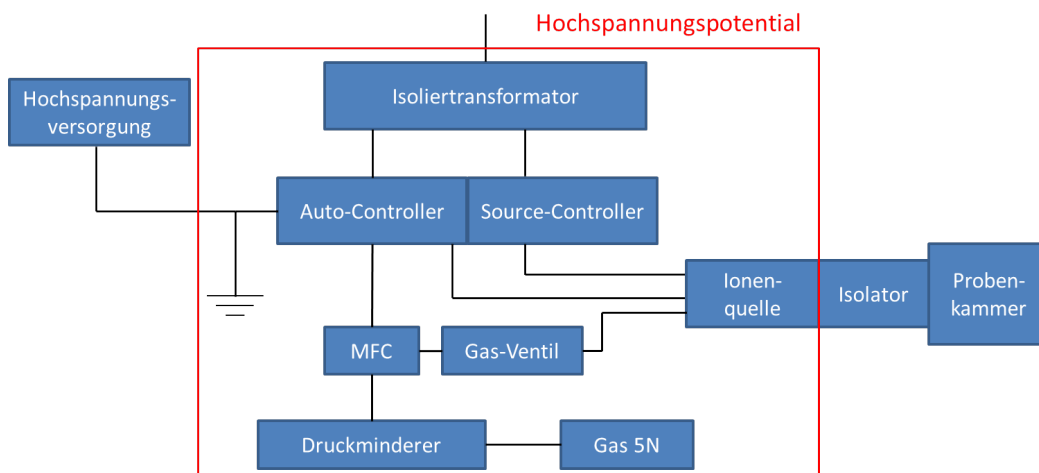 Hochspannungspotential
Isoliertransformator
Hochspannungs-
versorgung
Auto-Controller
Source-Controller
Ionen-
quelle
Isolator
Proben-
kammer
MFC
Gas-Ventil
Druckminderer
Gas 5N